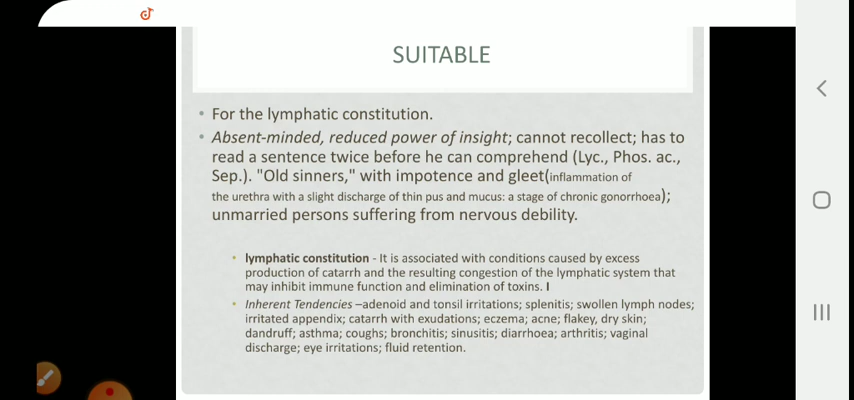 SUITABLE
• For the lymphatic constitution.
• Absent-minded, reduced power of insight; cannot recollect; has to
read a sentence twice before he can comprehend (Lyc., Phos. ac.,
Sep.). "Old sinners," with impotence and gleet(inflammation of
the urethra with a slight discharge of thin pus and mucus: a stage of chronic gonorrhoea);
unmarried persons suffering from nervous debility.
• lymphatic constitution - It is associated with conditions caused by excess
production of catarrh and the resulting congestion of the lymphatic system that
may inhibit immune function and elimination of toxins. I
• Inherent Tendencies –adenoid and tonsil irritations; splenitis; swollen lymph nodes;
irritated appendix; catarrh with exudations; eczema; acne; flakey, dry skin;
dandruff; asthma; coughs; bronchitis; sinusitis; diarrhoea; arthritis; vaginal
discharge; eye irritations; fluid retention.